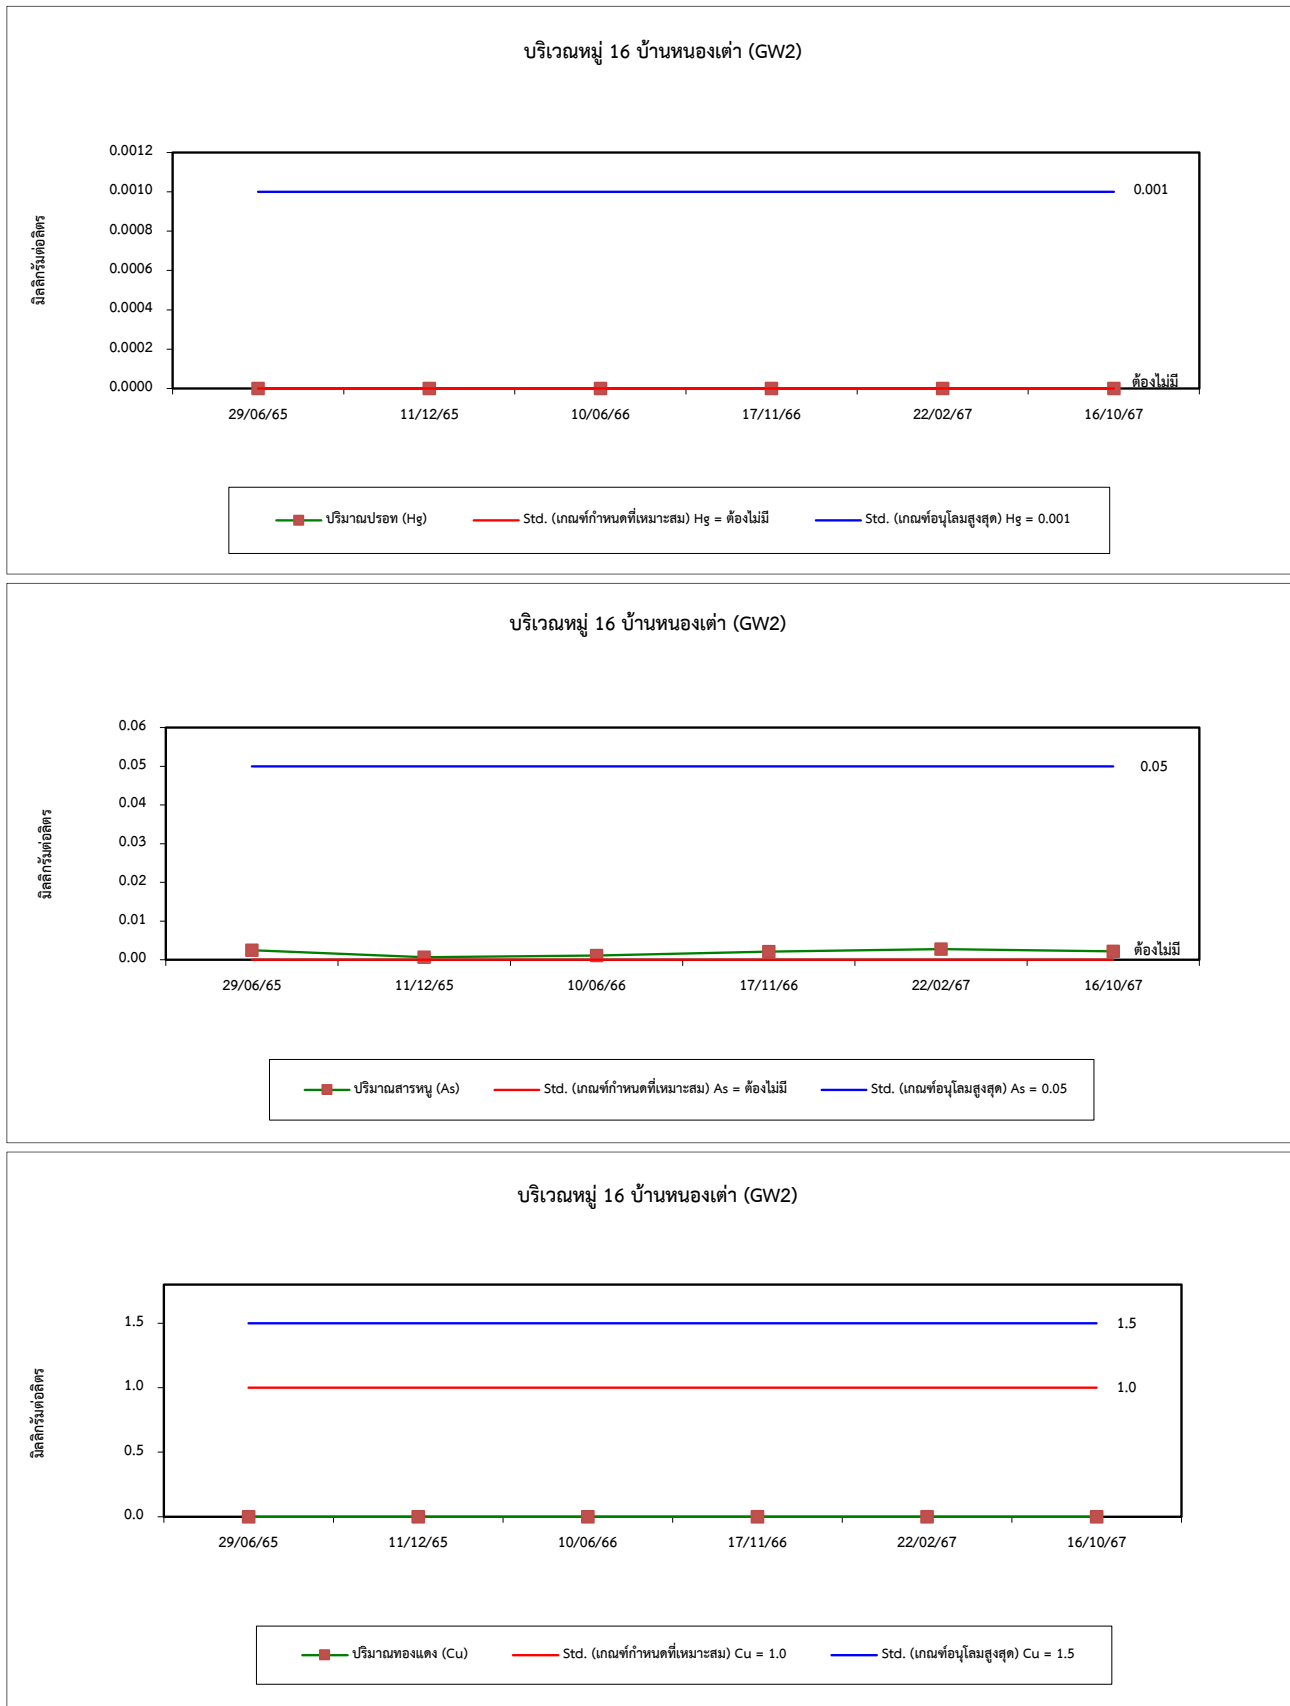 บริเวณหมู่ 16 บ้านหนองเต่า (GW2)
มิลลิกรัมต่อลิตร
0.0012
0.0010
0.0008
0.0006
0.0004
0.0002
0.0000
0.001
ต้องไม่มี
29/06/65 11/12/65 10/06/66 17/11/66 22/02/67 16/10/67
ปริมาณปรอท (Hg) Std. (เกณฑ์กำหนดที่เหมาะสม) Hg = ต้องไม่มี Std. (เกณฑ์อนุโลมสูงสุด) Hg = 0.001
บริเวณหมู่ 16 บ้านหนองเต่า (GW2)
มิลลิกรัมต่อลิตร
0.06
0.05
0.04
0.03
0.02
0.01
0.00
0.05
ต้องไม่มี
29/06/65 11/12/65 10/06/66 17/11/66 22/02/67 16/10/67
ปริมาณสารหนู (As) Std. (เกณฑ์กำหนดที่เหมาะสม) As = ต้องไม่มี Std. (เกณฑ์อนุโลมสูงสุด) As = 0.05
บริเวณหมู่ 16 บ้านหนองเต่า (GW2)
มิลลิกรัมต่อลิตร
1.5
1.0
0.5
0.0
1.5
1.0
29/06/65 11/12/65 10/06/66 17/11/66 22/02/67 16/10/67
ปริมาณทองแดง (Cu) Std. (เกณฑ์กำหนดที่เหมาะสม) Cu = 1.0 Std. (เกณฑ์อนุโลมสูงสุด) Cu = 1.5